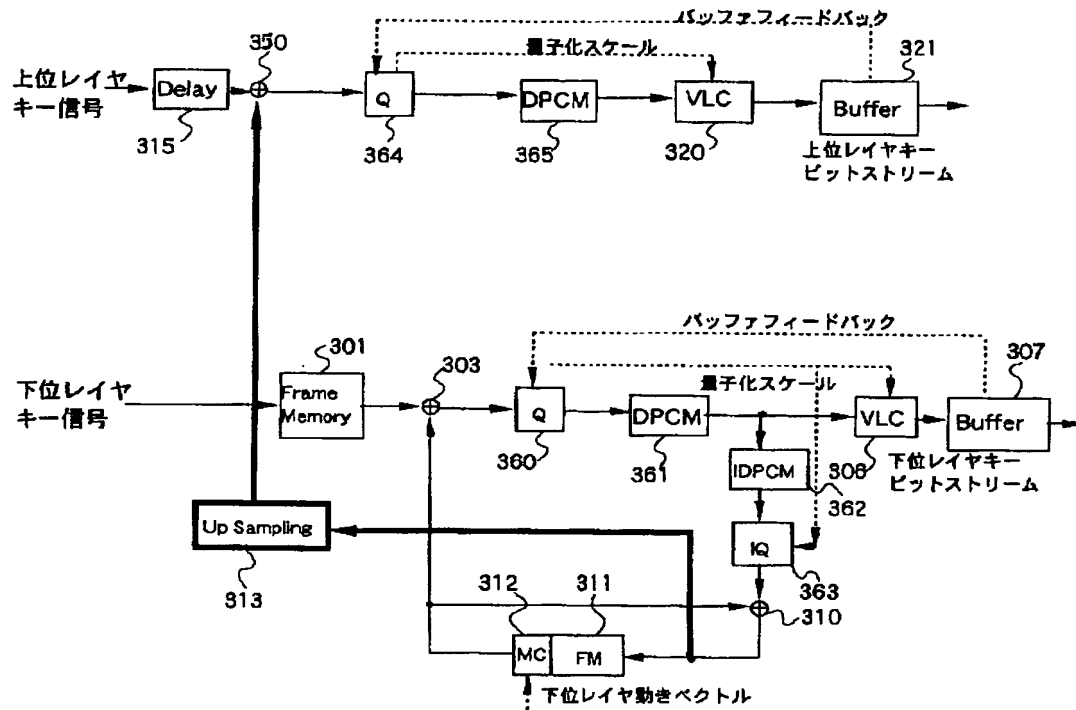 バッファフィードバック
量子化スケール
350
321
上位レイヤ
キー信号
Delay
Q
DPCM
VLC
Buffer
315
364
365
320
上位レイヤキー
ビットストリーム
バッファフィードバック
301
303
307
量子化スケール
下位レイヤ
キー信号
Frame
Memory
Q
DPCM
VLC
Buffer
360
361
306
下位レイヤキー
ビットストリーム
IDPCM
362
Up Sampling
IQ
363
313
312
311
310
MC
FM
下位レイヤ動きベクトル